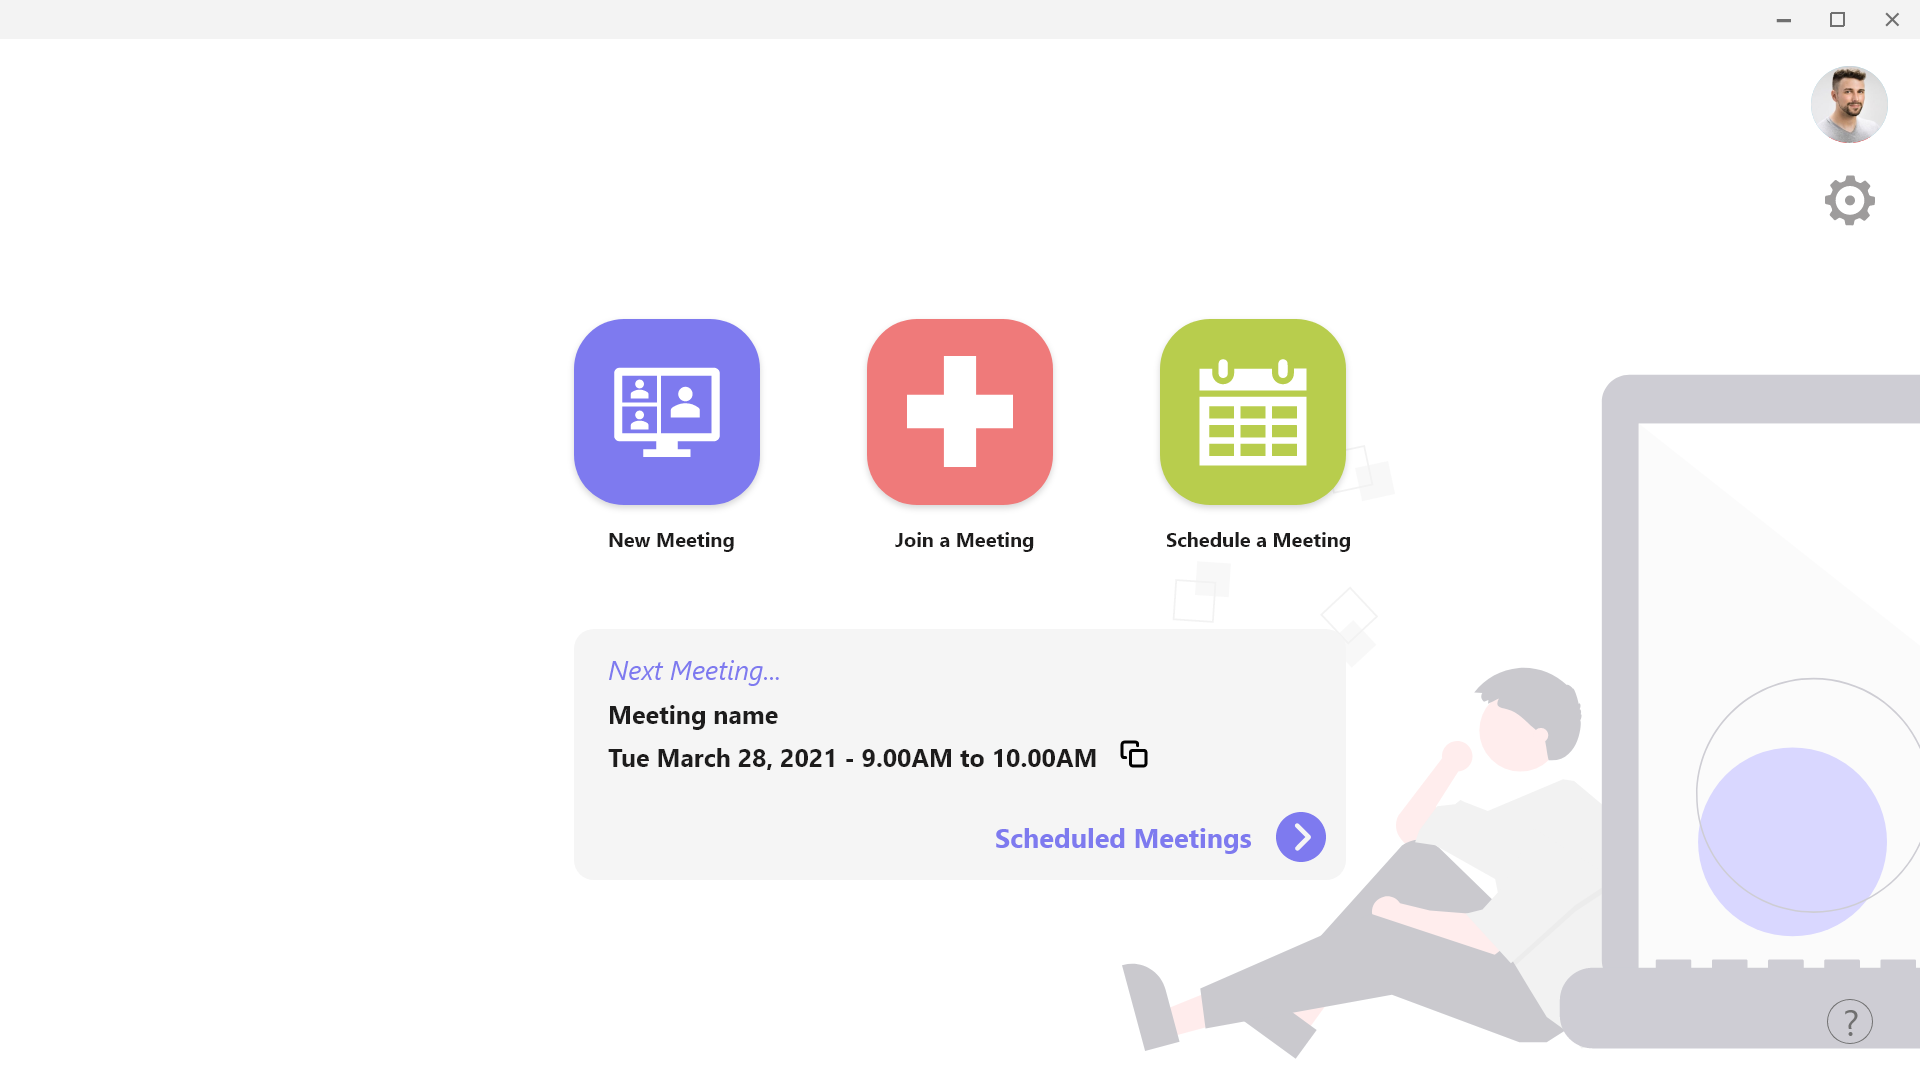 New Meeting
Join a Meeting
Schedule a Meeting
Next Meeting...
Meeting name
Tue March 28, 2021 - 9.00AM to 10.00AM
Scheduled Meetings
?